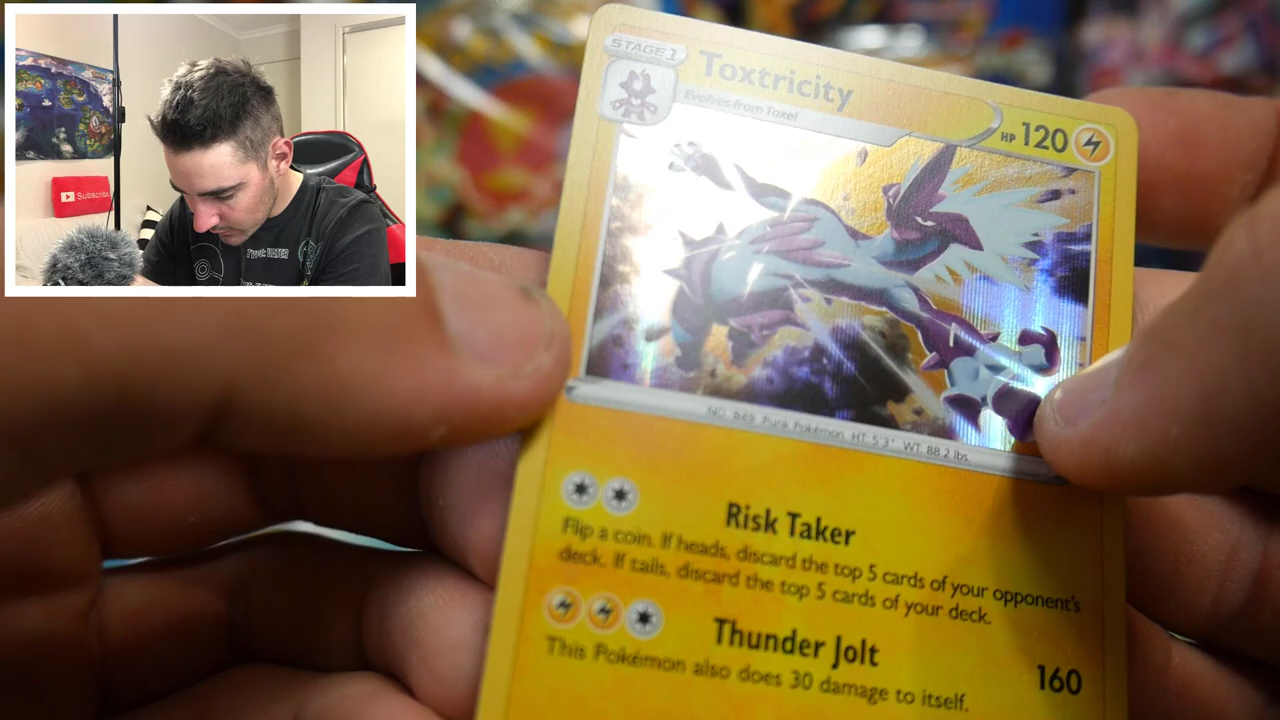 Subscribe
STAGE 1
Toxtricity
Evolves from Toxel
HP 120
NO. 849 Punk Pokémon HT: 5'3" WT: 88.2 lbs.
Risk Taker
Flip a coin. If heads, discard the top 5 cards of your opponent's
deck. If tails, discard the top 5 cards of your deck.
Thunder Jolt
160
This Pokémon also does 30 damage to itself.